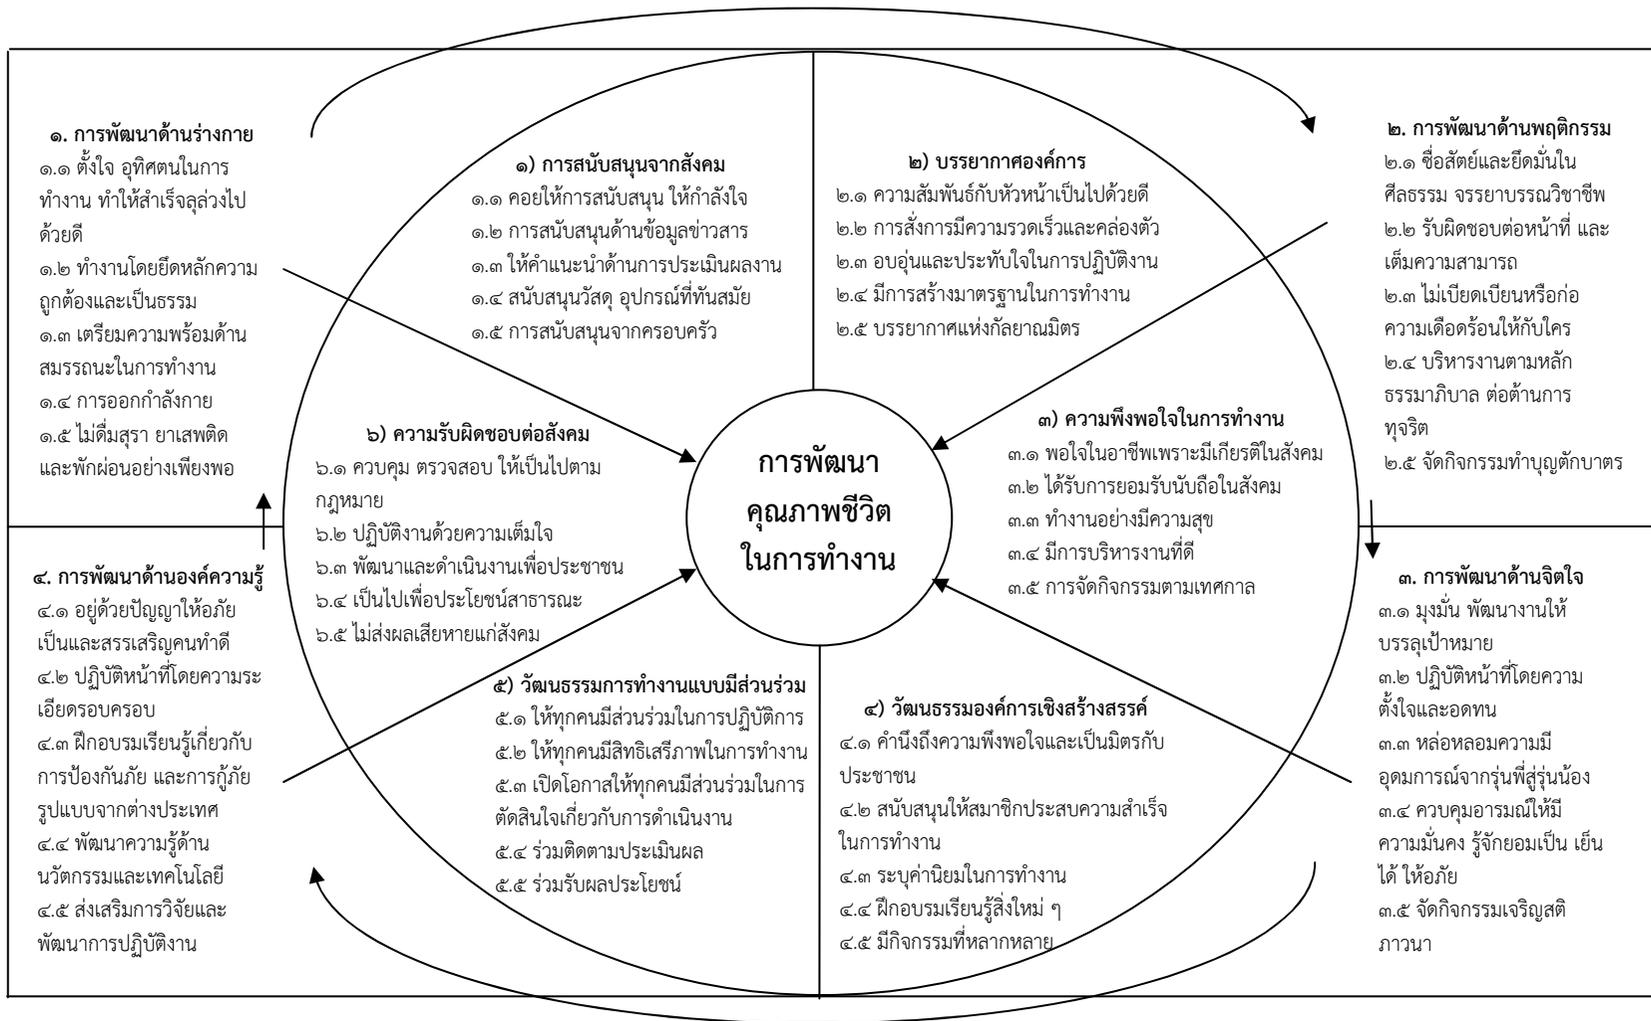 ๑. การพัฒนาด้านร่างกาย
๑.๑ ตั้งใจ อุทิศตนในการ
ทำงาน ทำให้สำเร็จลุล่วงไป
ด้วยดี
๑.๒ ทำงานโดยยึดหลักความ
ถูกต้องและเป็นธรรม
๑.๓ เตรียมความพร้อมด้าน
สมรรถนะในการทำงาน
๑.๔ การออกกำลังกาย
๑.๕ ไม่ดื่มสุรา ยาเสพติด
และพักผ่อนอย่างเพียงพอ
๑) การสนับสนุนจากสังคม
๑.๑ คอยให้การสนับสนุน ให้กำลังใจ
๑.๒ การสนับสนุนด้านข้อมูลข่าวสาร
๑.๓ ให้คำแนะนำด้านการประเมินผลงาน
๑.๔ สนับสนุนวัสดุ อุปกรณ์ที่ทันสมัย
๑.๕ การสนับสนุนจากครอบครัว
๒) บรรยากาศองค์การ
๒.๑ ความสัมพันธ์กับหัวหน้าเป็นไปด้วยดี
๒.๒ การสั่งการมีความรวดเร็วและคล่องตัว
๒.๓ อบอุ่นและประทับใจในการปฏิบัติงาน
๒.๔ มีการสร้างมาตรฐานในการทำงาน
๒.๕ บรรยากาศแห่งกัลยาณมิตร
๒. การพัฒนาด้านพฤติกรรม
๒.๑ ซื่อสัตย์และยึดมั่นใน
ศีลธรรม จรรยาบรรณวิชาชีพ
๒.๒ รับผิดชอบต่อหน้าที่ และ
เต็มความสามารถ
๒.๓ ไม่เบียดเบียนหรือก่อ
ความเดือดร้อนให้กับใคร
๒.๔ บริหารงานตามหลัก
ธรรมาภิบาล ต่อต้านการ
ทุจริต
๒.๕ จัดกิจกรรมทำบุญตักบาตร
๖) ความรับผิดชอบต่อสังคม
๖.๑ ควบคุม ตรวจสอบ ให้เป็นไปตาม
กฎหมาย
๖.๒ ปฏิบัติงานด้วยความเต็มใจ
๖.๓ พัฒนาและดำเนินงานเพื่อประชาชน
๖.๔ เป็นไปเพื่อประโยชน์สาธารณะ
๖.๕ ไม่ส่งผลเสียหายแก่สังคม
การพัฒนา
คุณภาพชีวิต
ในการทำงาน
๓) ความพึงพอใจในการทำงาน
๓.๑ พอใจในอาชีพเพราะมีเกียรติในสังคม
๓.๒ ได้รับการยอมรับนับถือในสังคม
๓.๓ ทำงานอย่างมีความสุข
๓.๔ มีการบริหารงานที่ดี
๓.๕ การจัดกิจกรรมตามเทศกาล
๔. การพัฒนาด้านองค์ความรู้
๔.๑ อยู่ด้วยปัญญาให้อภัย
เป็นและสรรเสริญคนทำดี
๔.๒ ปฏิบัติหน้าที่โดยความระ
เอียดรอบครอบ
๔.๓ ฝึกอบรมเรียนรู้เกี่ยวกับ
การป้องกันภัย และการกู้ภัย
รูปแบบจากต่างประเทศ
๔.๔ พัฒนาความรู้ด้าน
นวัตกรรมและเทคโนโลยี
๔.๕ ส่งเสริมการวิจัยและ
พัฒนาการปฏิบัติงาน
๕) วัฒนธรรมการทำงานแบบมีส่วนร่วม
๕.๑ ให้ทุกคนมีส่วนร่วมในการปฏิบัติการ
๕.๒ ให้ทุกคนมีสิทธิเสรีภาพในการทำงาน
๕.๓ เปิดโอกาสให้ทุกคนมีส่วนร่วมในการ
ตัดสินใจเกี่ยวกับการดำเนินงาน
๕.๔ ร่วมติดตามประเมินผล
๕.๕ ร่วมรับผลประโยชน์
๔) วัฒนธรรมองค์การเชิงสร้างสรรค์
๔.๑ คำนึงถึงความพึงพอใจและเป็นมิตรกับ
ประชาชน
๔.๒ สนับสนุนให้สมาชิกประสบความสำเร็จ
ในการทำงาน
๔.๓ ระบุค่านิยมในการทำงาน
๔.๔ ฝึกอบรมเรียนรู้สิ่งใหม่ ๆ
๔.๕ มีกิจกรรมที่หลากหลาย
๓. การพัฒนาด้านจิตใจ
๓.๑ มุงมั่น พัฒนางานให้
บรรลุเป้าหมาย
๓.๒ ปฏิบัติหน้าที่โดยความ
ตั้งใจและอดทน
๓.๓ หล่อหลอมความมี
อุดมการณ์จากรุ่นพี่สู่รุ่นน้อง
๓.๔ ควบคุมอารมณ์ให้มี
ความมั่นคง รู้จักยอมเป็น เย็น
ได้ ให้อภัย
๓.๕ จัดกิจกรรมเจริญสติ
ภาวนา